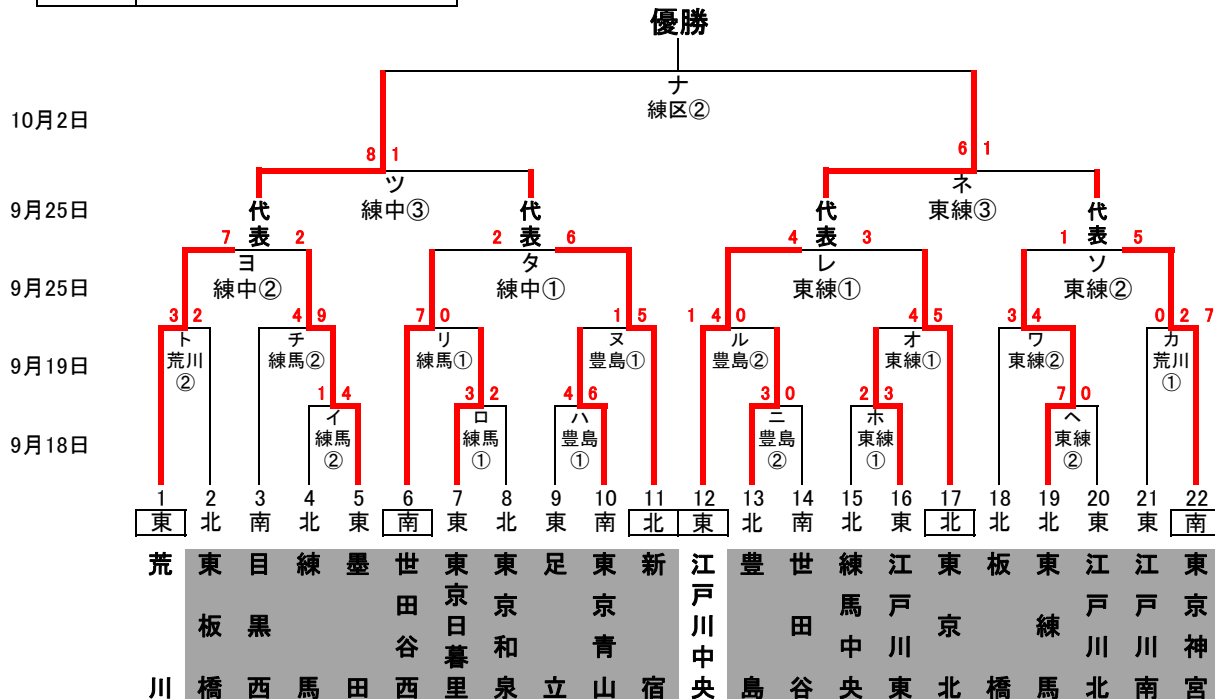 優勝
ナ
練区②
10月2日
8 1
6 1
ツ
練中③
ネ
東練③
9月25日
代表
代表
代表
代表
7 2
2 6
4 3
1 5
ヨ
練中②
タ
練中①
レ
東練①
ソ
東練②
9月25日
3 2
4 9
7 0
1 5
1 4 0
4 5
3 4
0 2 7
ト
荒川
②
チ
練馬②
リ
練馬①
ヌ
豊島①
ル
豊島②
オ
東練①
ワ
東練②
カ
荒川
①
9月19日
1 4
3 2
4 6
3 0
2 3
7 0
イ
練馬
②
ロ
練馬
①
ハ
豊島
①
ニ
豊島
②
ホ
東練
①
ヘ
東練
②
9月18日
1 2 3 4 5 6 7 8 9 10 11 12 13 14 15 16 17 18 19 20 21 22
東 北 南 北 東 南 東 北 東 南 北 東 北 南 北 東 北 北 北 東 東 南
荒川
東板橋
目黒西
練馬
墨田
世田谷西
東京日暮里
東京和泉
足立
東京青山
新宿
江戸川中央
豊島
世田谷
練馬中央
江戸川東
東京北
板橋
東練馬
江戸川北
江戸川南
東京神宮